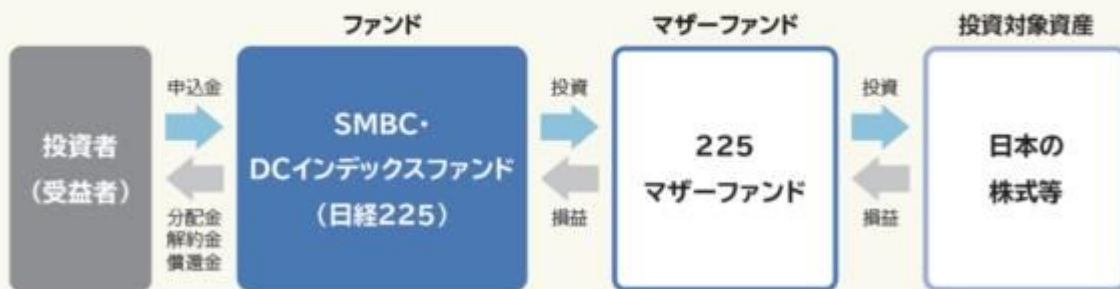 ファンド
マザーファンド
投資対象資産
投資者
(受益者)
申込金
分配金
解約金
償還金
SMBC・
DCインデックスファンド
(日経225)
投資
損益
225
マザーファンド
投資
損益
日本の
株式等